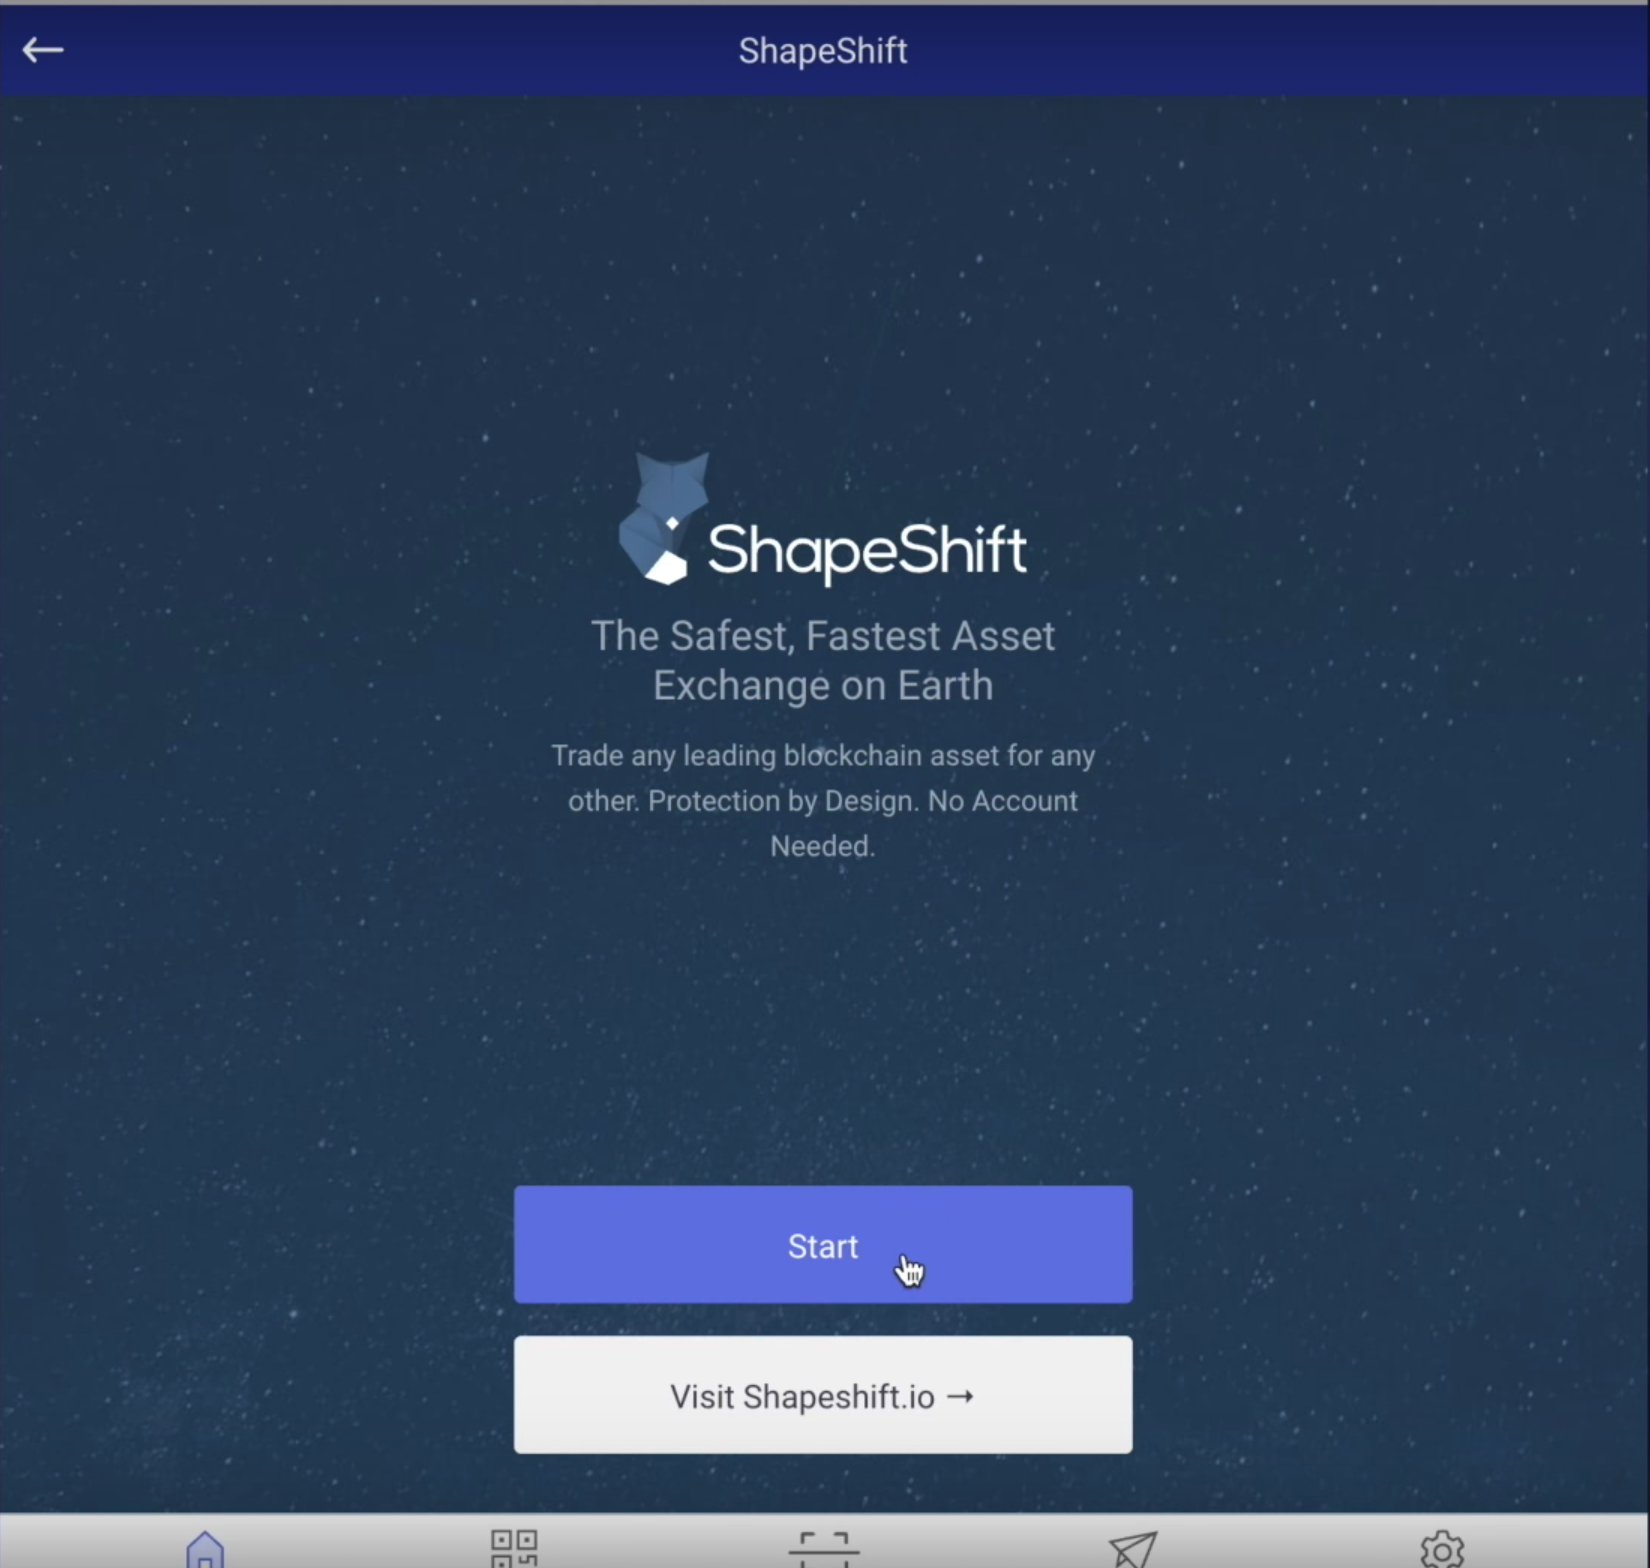 ShapeShift
ShapeShift
The Safest, Fastest Asset
Exchange on Earth
Trade any leading blockchain asset for any
other. Protection by Design. No Account
Needed.
Start
Visit Shapeshift.io →